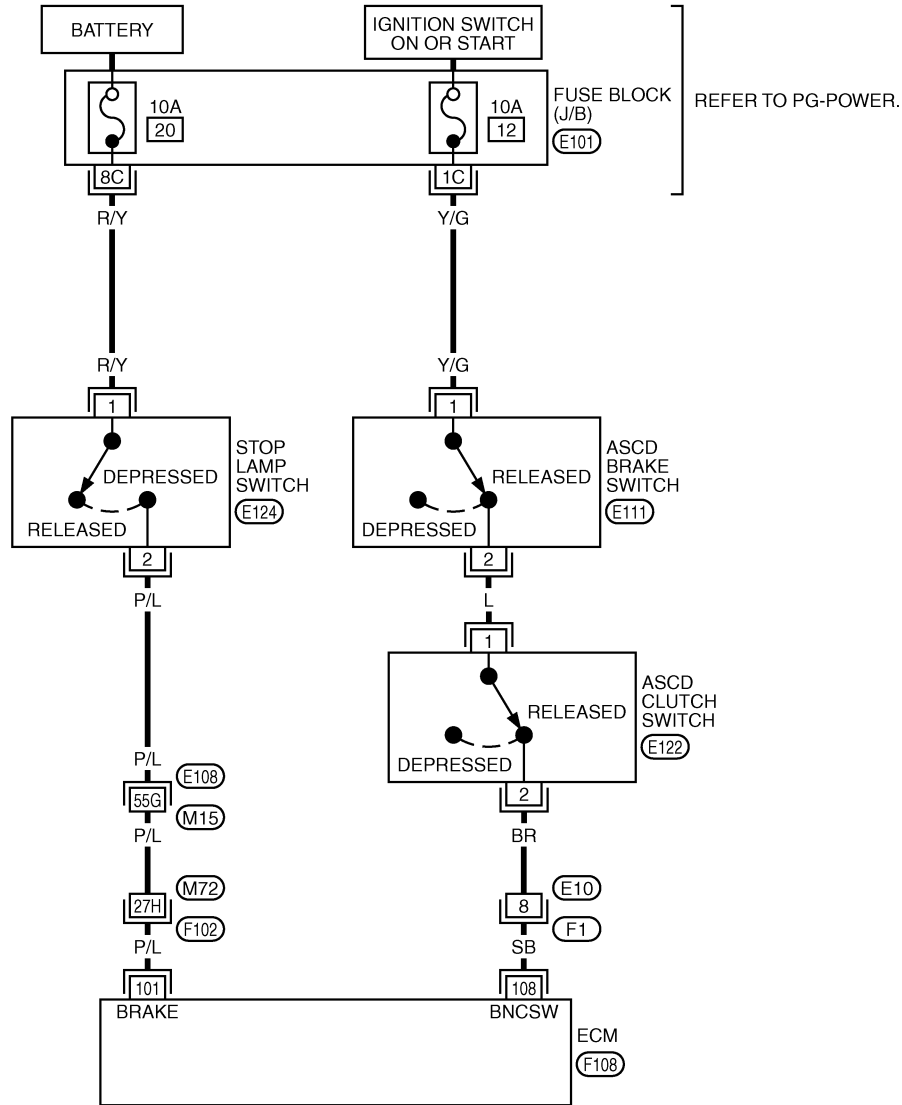 BATTERY
IGNITION SWITCH
ON OR START
10A
20
10A
12
FUSE BLOCK
(J/B)
E101
REFER TO PG-POWER.
8C
1C
R/Y
Y/G
R/Y
Y/G
1
1
DEPRESSED
RELEASED
STOP
LAMP
SWITCH
E124
RELEASED
DEPRESSED
ASCD
BRAKE
SWITCH
E111
2
2
P/L
L
1
RELEASED
DEPRESSED
ASCD
CLUTCH
SWITCH
E122
P/L
E108
55G
M15
P/L
2
BR
M72
27H
F102
P/L
E10
8
F1
SB
101
108
BRAKE
BNCSW
ECM
F108